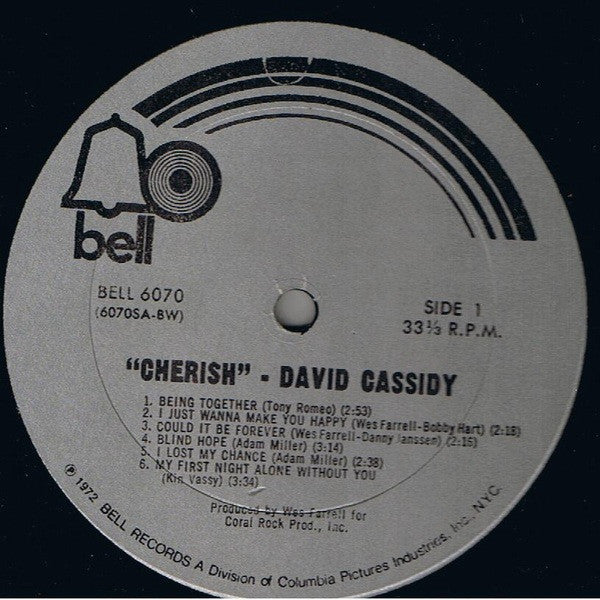 bell
BELL 6070
(6070SA-BW)
SIDE 1
33⅓ R.P.M.
"CHERISH" - DAVID CASSIDY
1. BEING TOGETHER (Tony Romeo) (2:53)
2. I JUST WANNA MAKE YOU HAPPY (Wes Farrell-Bobby Hart) (2:18)
3. COULD IT BE FOREVER (Wes Farrell-Danny Janssen) (2:16)
4. BLIND HOPE (Adam Miller) (3:14)
5. I LOST MY CHANCE (Adam Miller) (2:38)
6. MY FIRST NIGHT ALONE WITHOUT YOU
(Kin Vassy) (3:34)
Produced by Wes Farrell for
Coral Rock Prod., Inc.
℗ 1972 BELL RECORDS A Division of Columbia Pictures Industries, Inc., N.Y.C.